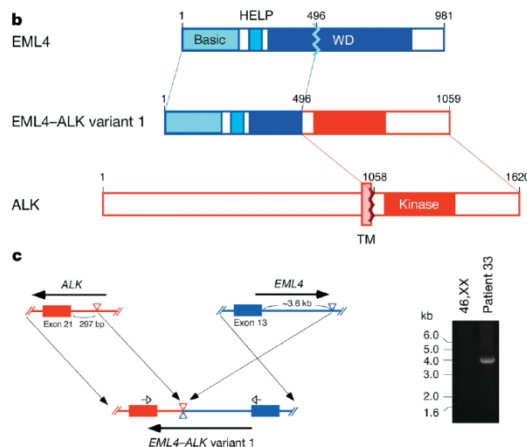 b
1 HELP 496 981
EML4 Basic WD
1 496 1059
EML4–ALK variant 1
1 1058 1620
ALK Kinase
TM
c
ALK EML4
~3.6 kb
Exon 21 297 bp Exon 13
EML4–ALK variant 1
46,XX
Patient 33
kb
6.0
5.0
4.0
3.0
2.0
1.6